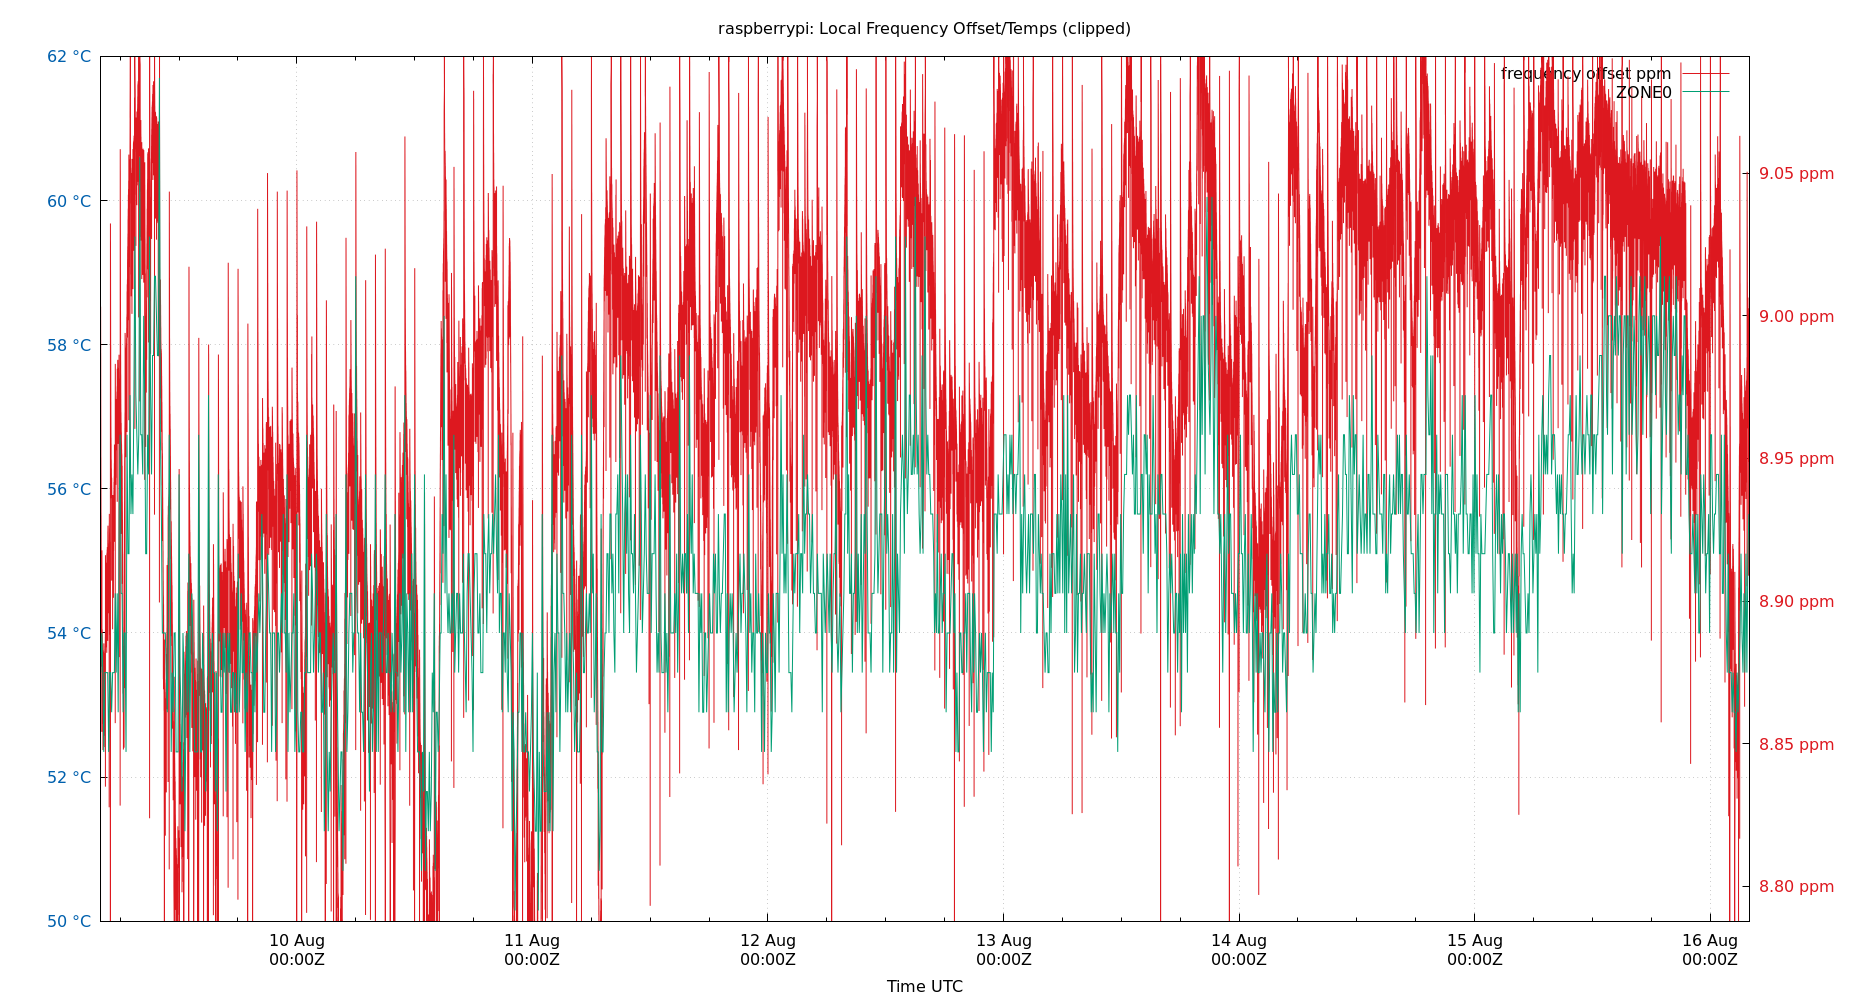 raspberrypi: Local Frequency Offset/Temps (clipped)
62 °C
60 °C
58 °C
56 °C
54 °C
52 °C
50 °C
frequency offset ppm
ZONE0
9.05 ppm
9.00 ppm
8.95 ppm
8.90 ppm
8.85 ppm
8.80 ppm
10 Aug
00:00Z
11 Aug
00:00Z
12 Aug
00:00Z
13 Aug
00:00Z
14 Aug
00:00Z
15 Aug
00:00Z
16 Aug
00:00Z
Time UTC